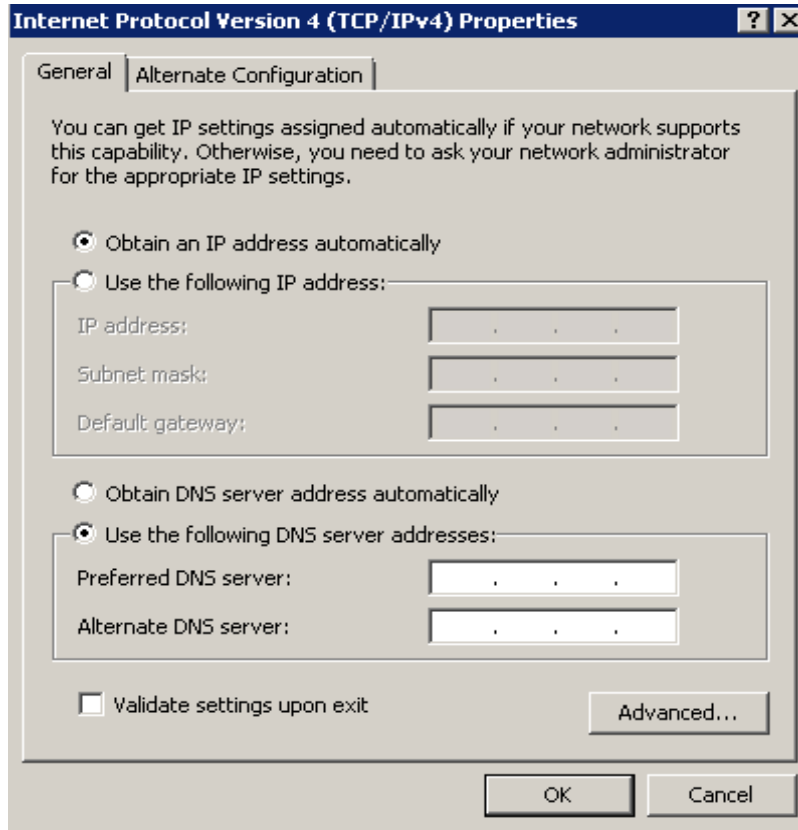 Internet Protocol Version 4 (TCP/IPv4) Properties
General
Alternate Configuration
You can get IP settings assigned automatically if your network supports
this capability. Otherwise, you need to ask your network administrator
for the appropriate IP settings.
Obtain an IP address automatically
Use the following IP address:
IP address:
Subnet mask:
Default gateway:
Obtain DNS server address automatically
Use the following DNS server addresses:
Preferred DNS server:
Alternate DNS server:
Validate settings upon exit
Advanced...
OK
Cancel